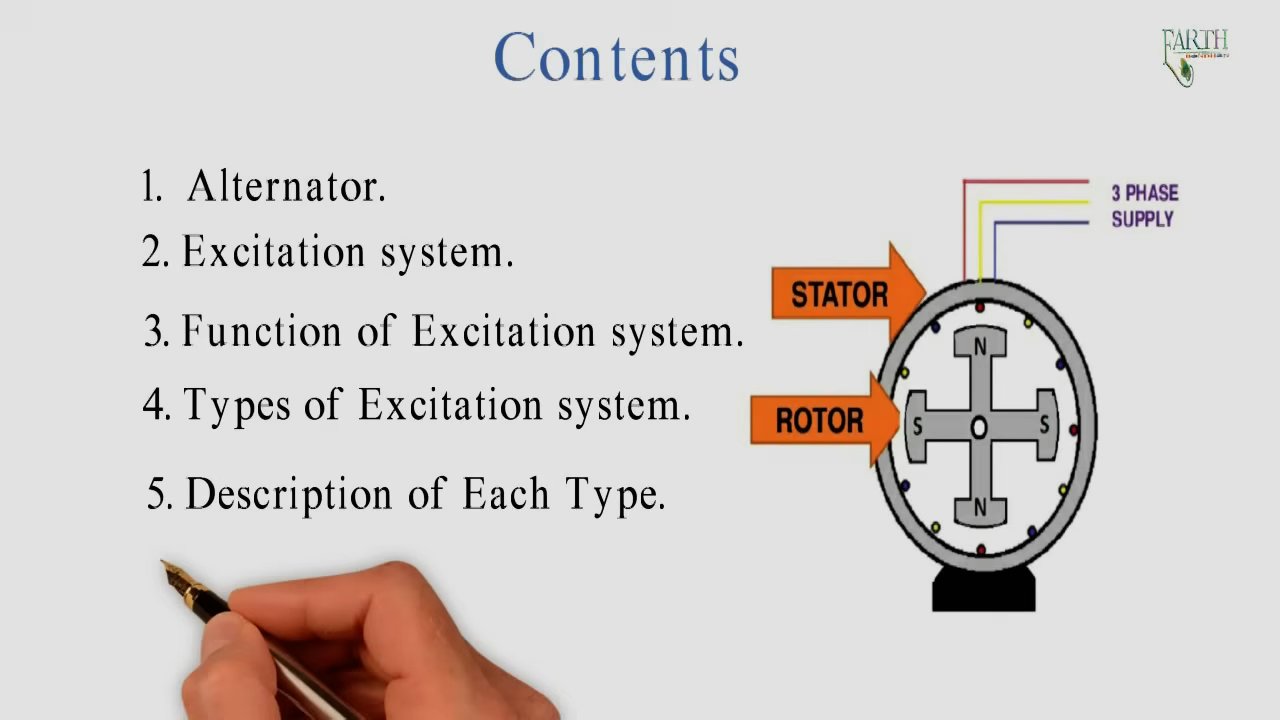 Contents
EARTH
1. Alternator.
2. Excitation system.
3. Function of Excitation system.
4. Types of Excitation system.
5. Description of Each Type.
3 PHASE
SUPPLY
STATOR
ROTOR
N
S
S
N